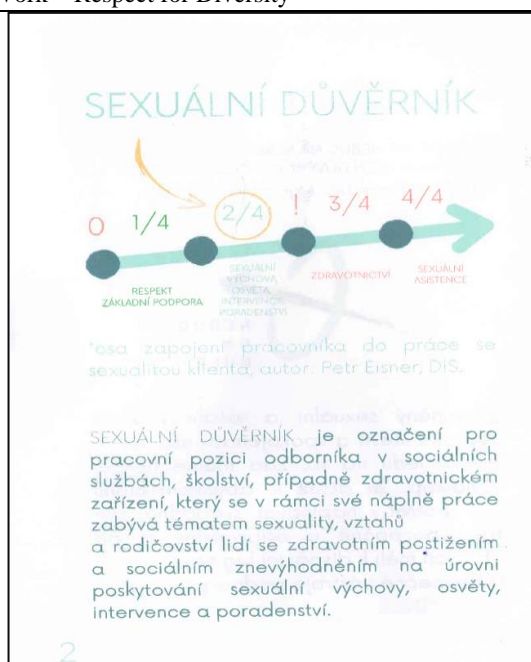 Work – Respect for Diversity
SEXUÁLNÍ DŮVĚRNÍK
0 1/4 2/4 ! 3/4 4/4
RESPEKT
ZÁKLADNÍ PODPORA
SEXUÁLNÍ
VÝCHOVA,
OSVĚTA,
INTERVENCE,
PORADENSTVÍ
ZDRAVOTNICTVÍ
SEXUÁLNÍ
ASISTENCE
"osa zapojení" pracovníka do práce se
sexualitou klienta, autor: Petr Eisner, DiS.
SEXUÁLNÍ DŮVĚRNÍK je označení pro
pracovní pozici odborníka v sociálních
službách, školství, případně zdravotnickém
zařízení, který se v rámci své náplně práce
zabývá tématem sexuality, vztahů
a rodičovství lidí se zdravotním postižením
a sociálním znevýhodněním na úrovni
poskytování sexuální výchovy, osvěty,
intervence a poradenství.
2